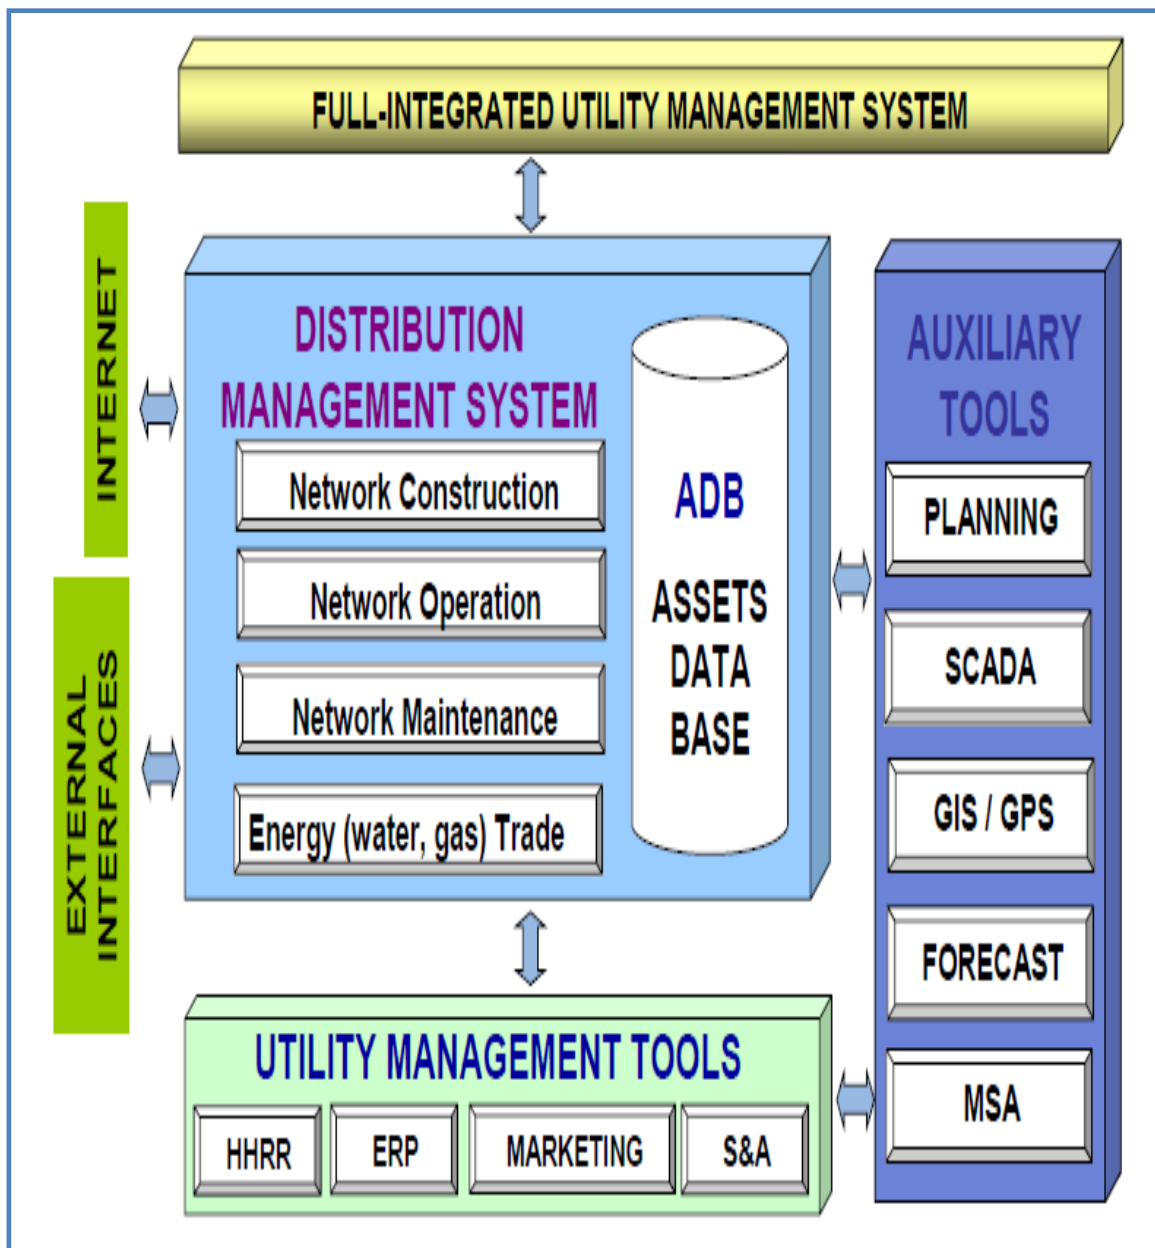 FULL-INTEGRATED UTILITY MANAGEMENT SYSTEM
INTERNET
EXTERNAL
INTERFACES
DISTRIBUTION
MANAGEMENT SYSTEM
Network Construction
Network Operation
Network Maintenance
Energy (water, gas) Trade
ADB
ASSETS
DATA
BASE
AUXILIARY
TOOLS
PLANNING
SCADA
GIS / GPS
FORECAST
MSA
UTILITY MANAGEMENT TOOLS
HHRR
ERP
MARKETING
S&A